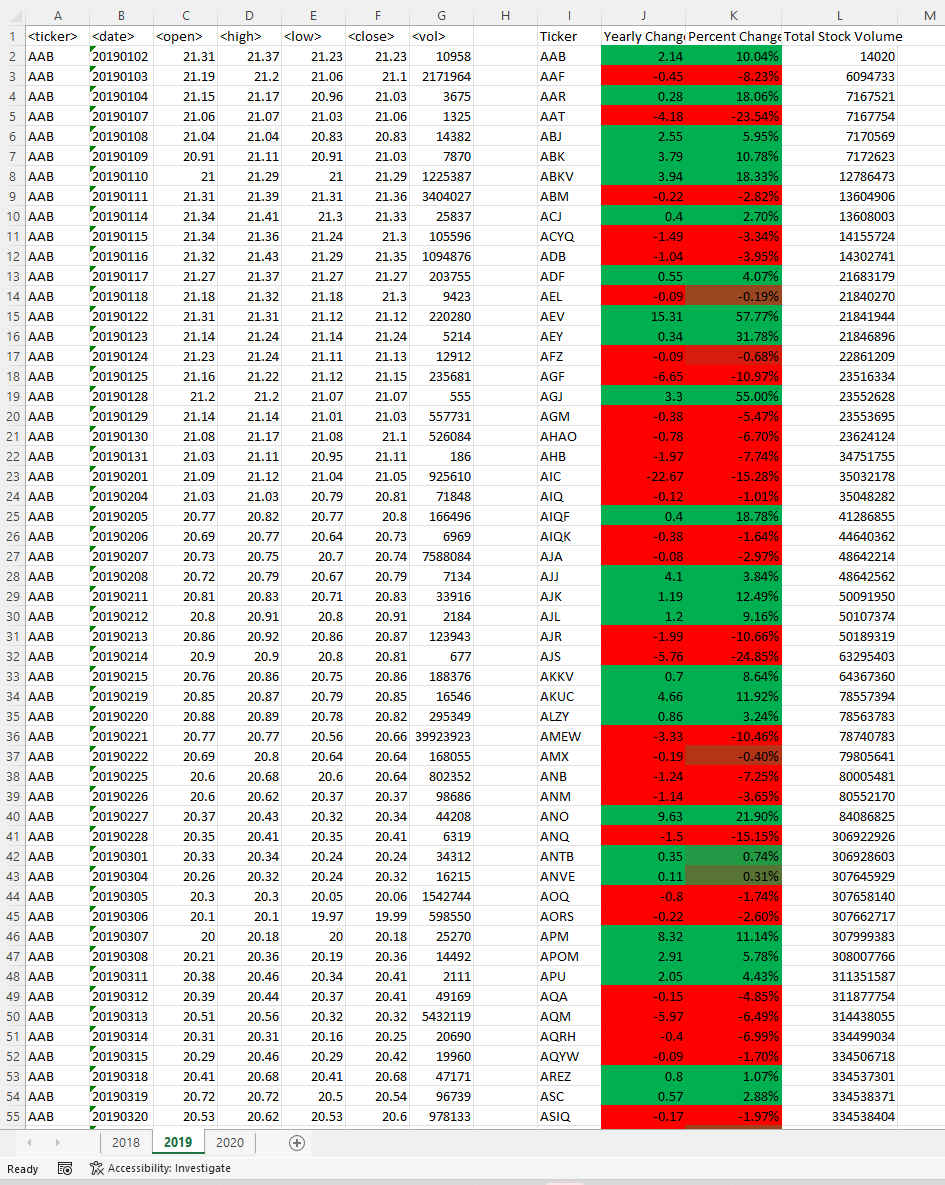 A B C D E F G H I J K L M
1 <ticker> <date> <open> <high> <low> <close> <vol> Ticker Yearly Chang Percent Change Total Stock Volume
2 AAB 20190102 21.31 21.37 21.23 21.23 10958 AAB 2.14 10.04% 14020
3 AAB 20190103 21.19 21.2 21.06 21.1 2171964 AAF -0.45 -8.23% 6094733
4 AAB 20190104 21.15 21.17 20.96 21.03 3675 AAR 0.28 18.06% 7167521
5 AAB 20190107 21.06 21.07 21.03 21.06 1325 AAT -4.18 -23.54% 7167754
6 AAB 20190108 21.04 21.04 20.83 20.83 14382 ABJ 2.55 5.95% 7170569
7 AAB 20190109 20.91 21.11 20.91 21.03 7870 ABK 3.79 10.78% 7172623
8 AAB 20190110 21 21.29 21 21.29 1225387 ABKV 3.94 18.33% 12786473
9 AAB 20190111 21.31 21.39 21.31 21.36 3404027 ABM -0.22 -2.82% 13604906
10 AAB 20190114 21.34 21.41 21.3 21.33 25837 ACJ 0.4 2.70% 13608003
11 AAB 20190115 21.34 21.36 21.24 21.3 105596 ACYQ -1.49 -3.34% 14155724
12 AAB 20190116 21.32 21.43 21.29 21.35 1094876 ADB -1.04 -3.95% 14302741
13 AAB 20190117 21.27 21.37 21.27 21.27 203755 ADF 0.55 4.07% 21683179
14 AAB 20190118 21.18 21.32 21.18 21.3 9423 AEL -0.09 -0.19% 21840270
15 AAB 20190122 21.31 21.31 21.12 21.12 220280 AEV 15.31 57.77% 21841944
16 AAB 20190123 21.14 21.24 21.14 21.24 5214 AEY 0.34 31.78% 21846896
17 AAB 20190124 21.23 21.24 21.11 21.13 12912 AFZ -0.09 -0.68% 22861209
18 AAB 20190125 21.16 21.22 21.12 21.15 235681 AGF -6.65 -10.97% 23516334
19 AAB 20190128 21.2 21.2 21.07 21.07 555 AGJ 3.3 55.00% 23552628
20 AAB 20190129 21.14 21.14 21.01 21.03 557731 AGM -0.38 -5.47% 23553695
21 AAB 20190130 21.08 21.17 21.08 21.1 526084 AHAO -0.78 -6.70% 23624124
22 AAB 20190131 21.03 21.11 20.95 21.11 186 AHB -1.97 -7.74% 34751755
23 AAB 20190201 21.09 21.12 21.04 21.05 925610 AIC -22.67 -15.28% 35032178
24 AAB 20190204 21.03 21.03 20.79 20.81 71848 AIQ -0.12 -1.01% 35048282
25 AAB 20190205 20.77 20.82 20.77 20.8 166496 AIQF 0.4 18.78% 41286855
26 AAB 20190206 20.69 20.77 20.64 20.73 6969 AIQK -0.38 -1.64% 44640362
27 AAB 20190207 20.73 20.75 20.7 20.74 7588084 AJA -0.08 -2.97% 48642214
28 AAB 20190208 20.72 20.79 20.67 20.79 7134 AJJ 4.1 3.84% 48642562
29 AAB 20190211 20.81 20.83 20.71 20.83 33916 AJK 1.19 12.49% 50091950
30 AAB 20190212 20.8 20.91 20.8 20.91 2184 AJL 1.2 9.16% 50107374
31 AAB 20190213 20.86 20.92 20.86 20.87 123943 AJR -1.99 -10.66% 50189319
32 AAB 20190214 20.9 20.9 20.8 20.81 677 AJS -5.76 -24.85% 63295403
33 AAB 20190215 20.76 20.86 20.75 20.86 188376 AKKV 0.7 8.64% 64367360
34 AAB 20190219 20.85 20.87 20.79 20.85 16546 AKUC 4.66 11.92% 78557394
35 AAB 20190220 20.88 20.89 20.78 20.82 295349 ALZY 0.86 3.24% 78563783
36 AAB 20190221 20.77 20.77 20.56 20.66 39923923 AMEW -3.33 -10.46% 78740783
37 AAB 20190222 20.69 20.8 20.64 20.64 168055 AMX -0.19 -0.40% 79805641
38 AAB 20190225 20.6 20.68 20.6 20.64 802352 ANB -1.24 -7.25% 80005481
39 AAB 20190226 20.6 20.62 20.37 20.37 98686 ANM -1.14 -3.65% 80552170
40 AAB 20190227 20.37 20.43 20.32 20.34 44208 ANO 9.63 21.90% 84086825
41 AAB 20190228 20.35 20.41 20.35 20.41 6319 ANQ -1.5 -15.15% 306922926
42 AAB 20190301 20.33 20.34 20.24 20.24 34312 ANTB 0.35 0.74% 306928603
43 AAB 20190304 20.26 20.32 20.24 20.32 16215 ANVE 0.11 0.31% 307645929
44 AAB 20190305 20.3 20.3 20.05 20.06 1542744 AOQ -0.8 -1.74% 307658140
45 AAB 20190306 20.1 20.1 19.97 19.99 598550 AORS -0.22 -2.60% 307662717
46 AAB 20190307 20 20.18 20 20.18 25270 APM 8.32 11.14% 307999383
47 AAB 20190308 20.21 20.36 20.19 20.36 14492 APOM 2.91 5.78% 308007766
48 AAB 20190311 20.38 20.46 20.34 20.41 2111 APU 2.05 4.43% 311351587
49 AAB 20190312 20.39 20.44 20.37 20.41 49169 AQA -0.15 -4.85% 311877754
50 AAB 20190313 20.51 20.56 20.32 20.32 5432119 AQM -5.97 -6.49% 314438055
51 AAB 20190314 20.31 20.31 20.16 20.25 20690 AQRH -0.4 -6.99% 334499034
52 AAB 20190315 20.29 20.46 20.29 20.42 19960 AQYW -0.09 -1.70% 334506718
53 AAB 20190318 20.41 20.68 20.41 20.68 47171 AREZ 0.8 1.07% 334537301
54 AAB 20190319 20.72 20.72 20.5 20.54 96739 ASC 0.57 2.88% 334538371
55 AAB 20190320 20.53 20.62 20.53 20.6 978133 ASIQ -0.17 -1.97% 334538404
2018 2019 2020
Ready Accessibility: Investigate